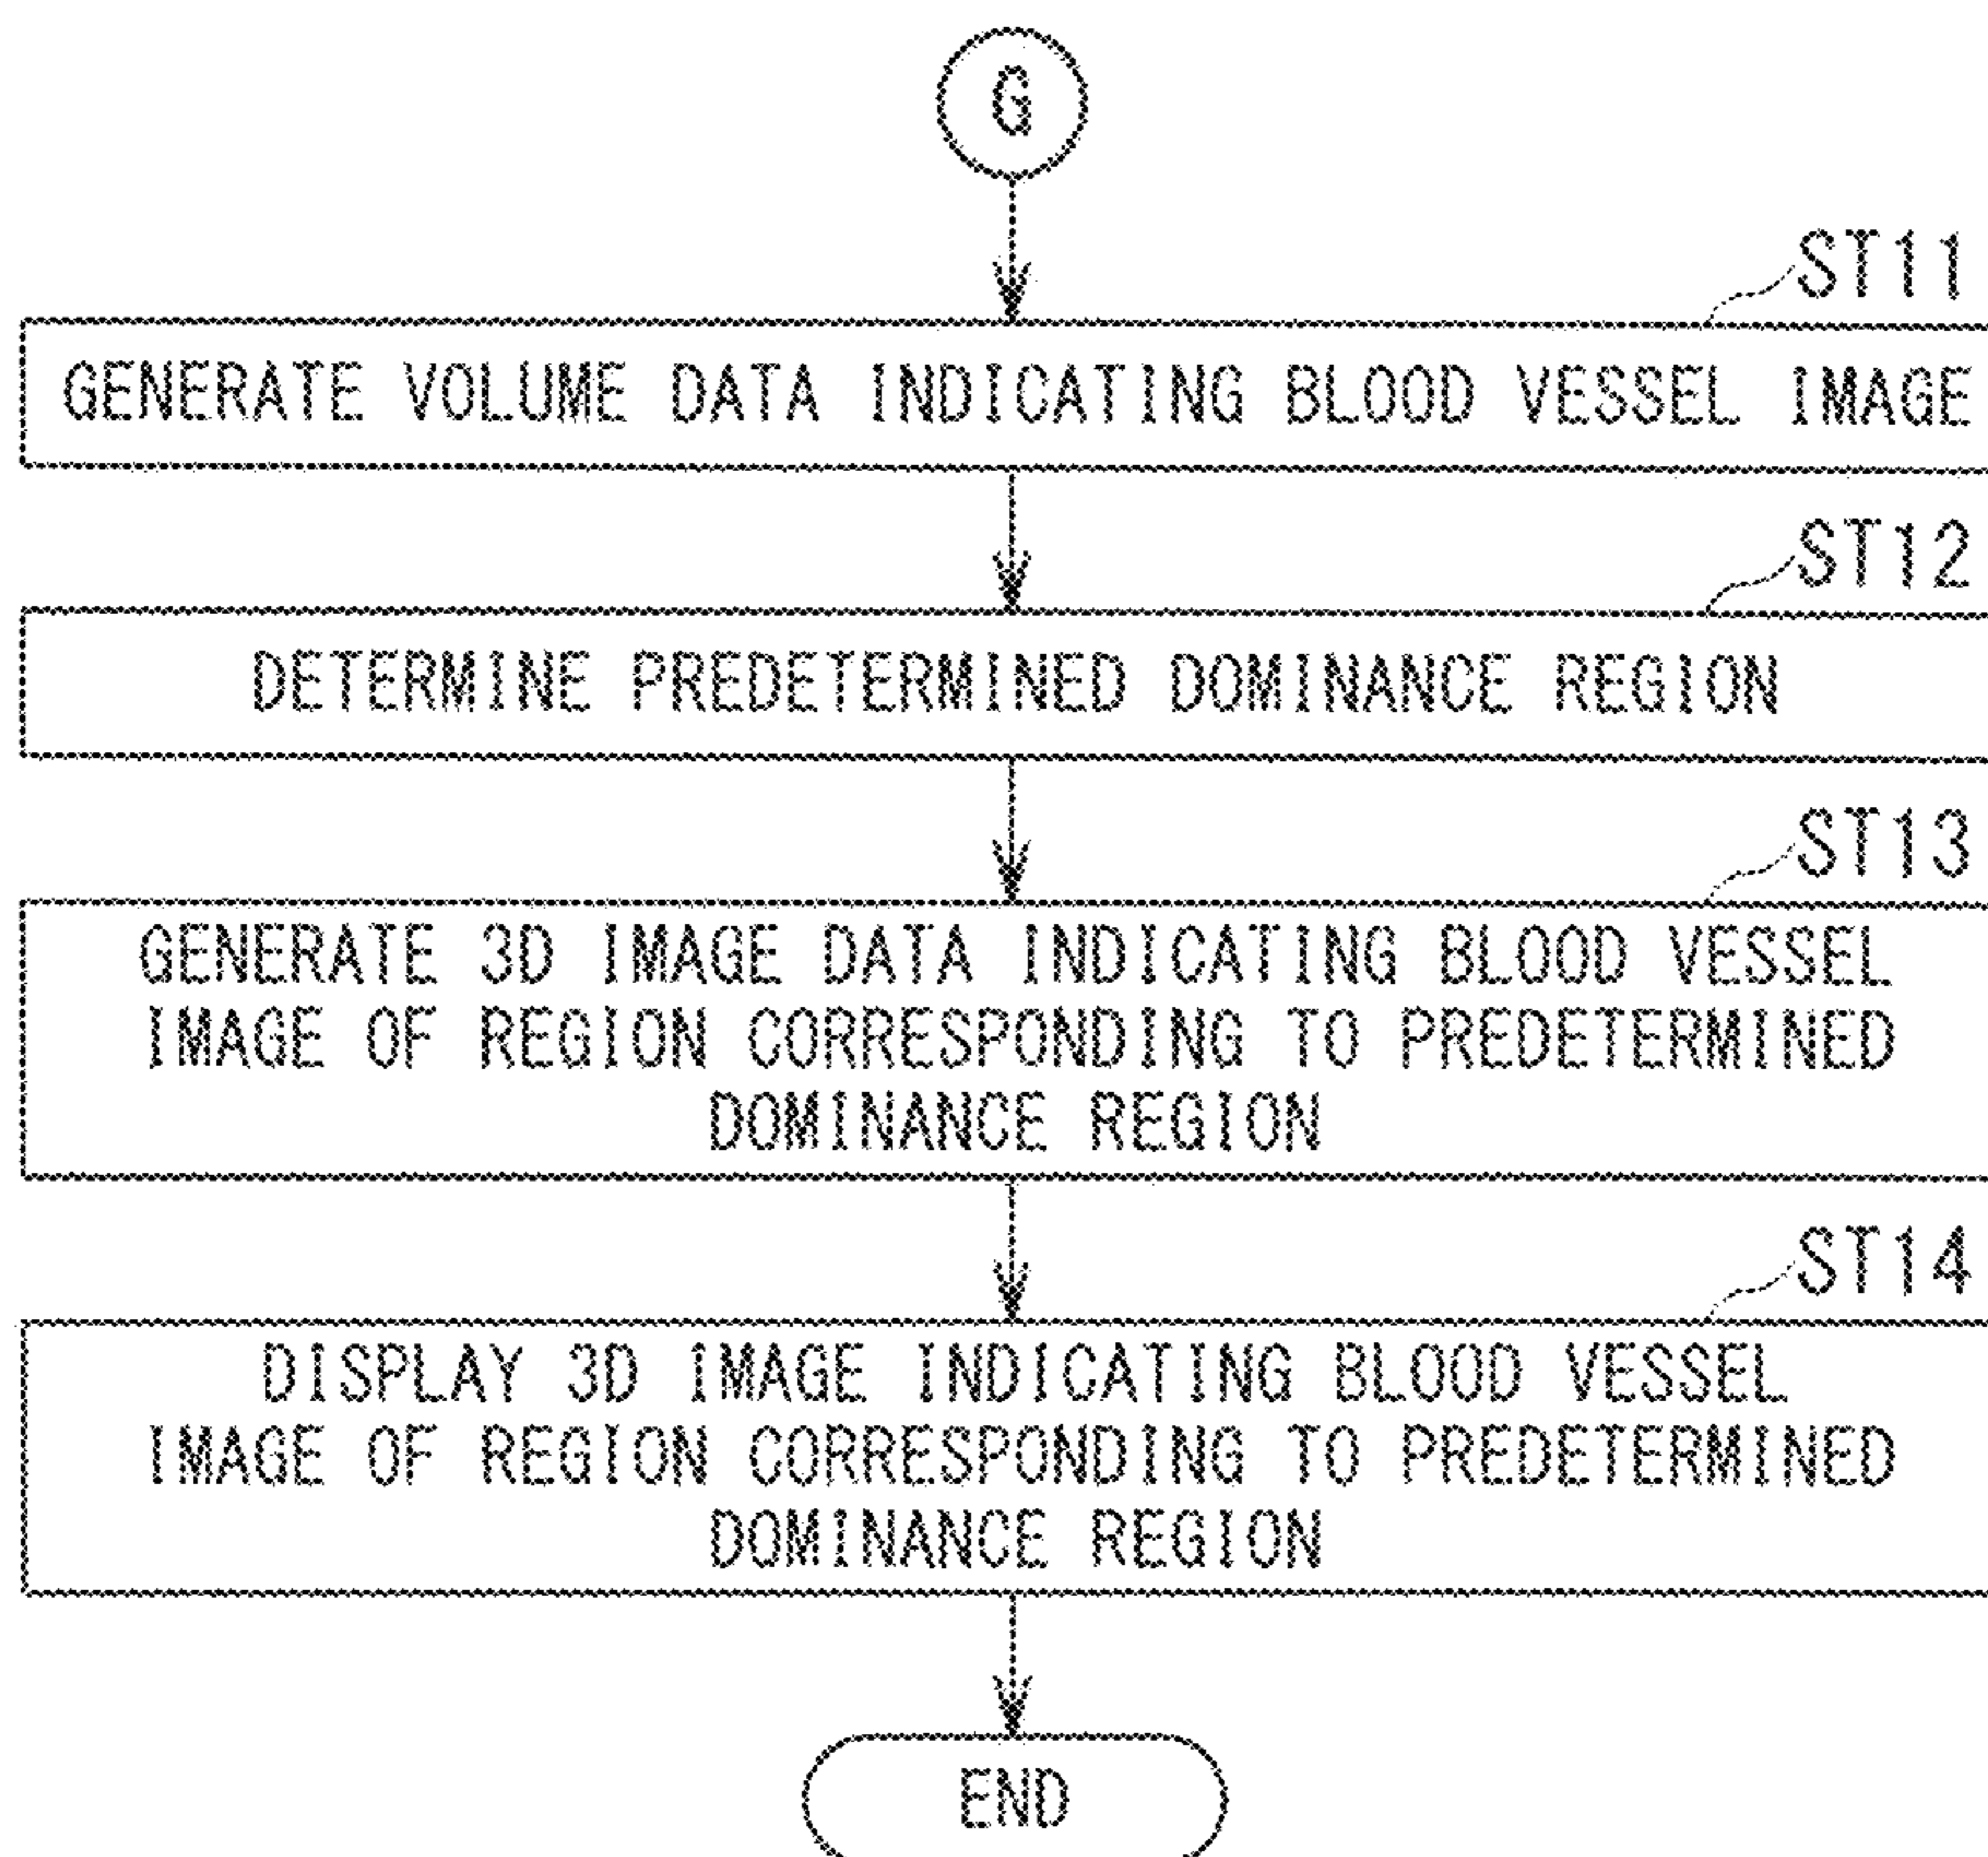 G
ST11
GENERATE VOLUME DATA INDICATING BLOOD VESSEL IMAGE
ST12
DETERMINE PREDETERMINED DOMINANCE REGION
ST13
GENERATE 3D IMAGE DATA INDICATING BLOOD VESSEL
IMAGE OF REGION CORRESPONDING TO PREDETERMINED
DOMINANCE REGION
ST14
DISPLAY 3D IMAGE INDICATING BLOOD VESSEL
IMAGE OF REGION CORRESPONDING TO PREDETERMINED
DOMINANCE REGION
END